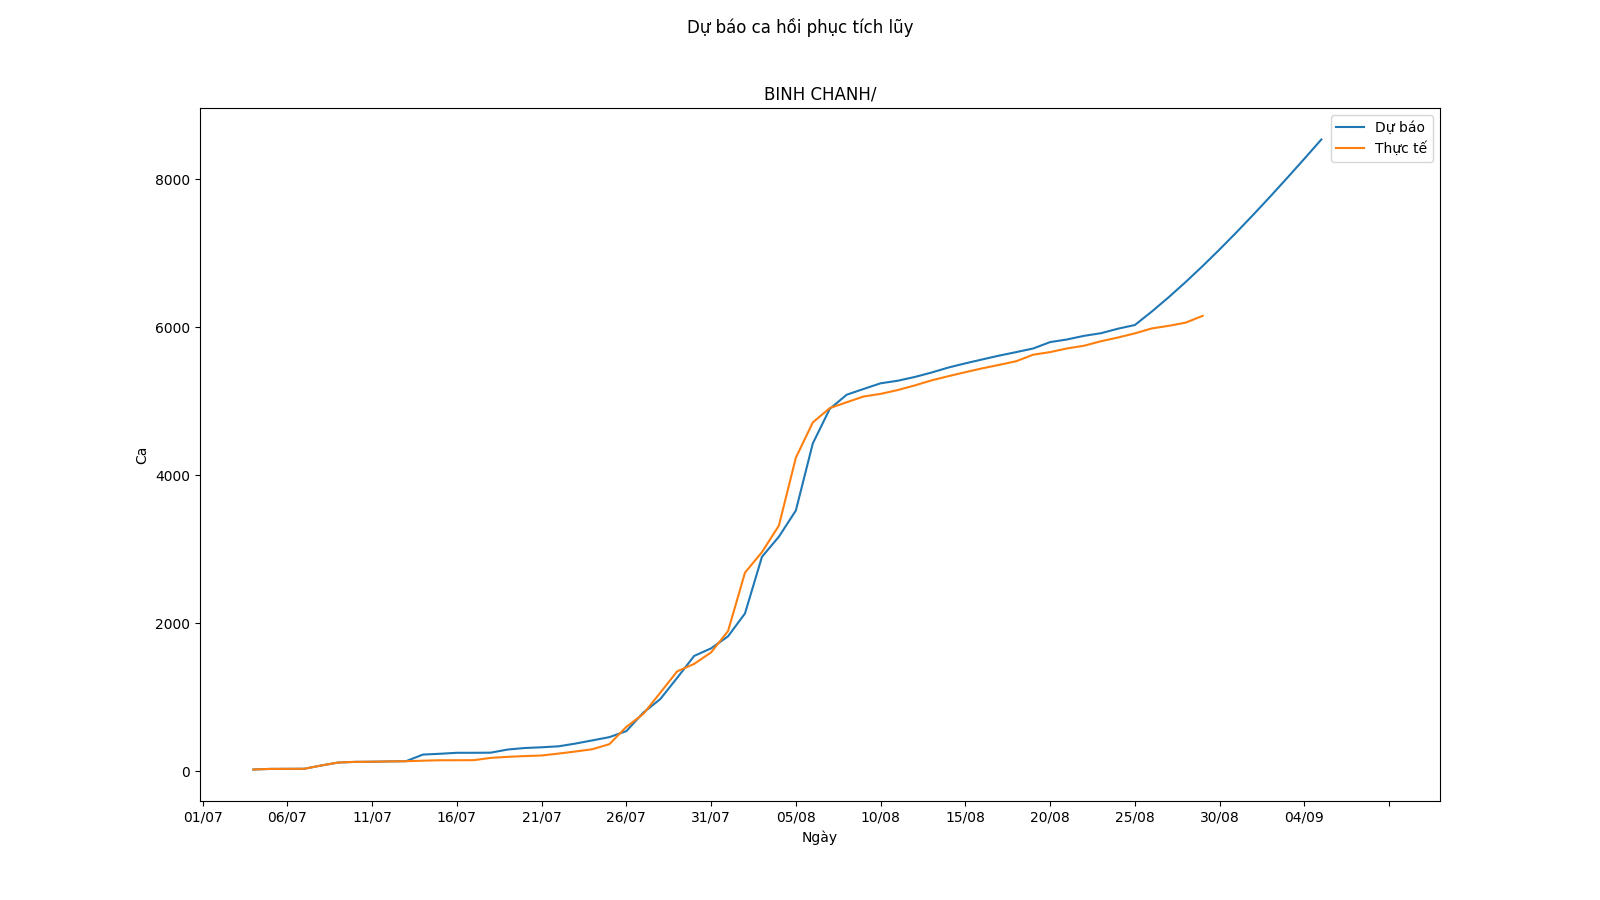 Dự báo ca hồi phục tích lũy
BINH CHANH/
Dự báo
Thực tế
8000
6000
4000
2000
0
Ca
01/07 06/07 11/07 16/07 21/07 26/07 31/07 05/08 10/08 15/08 20/08 25/08 30/08 04/09
Ngày